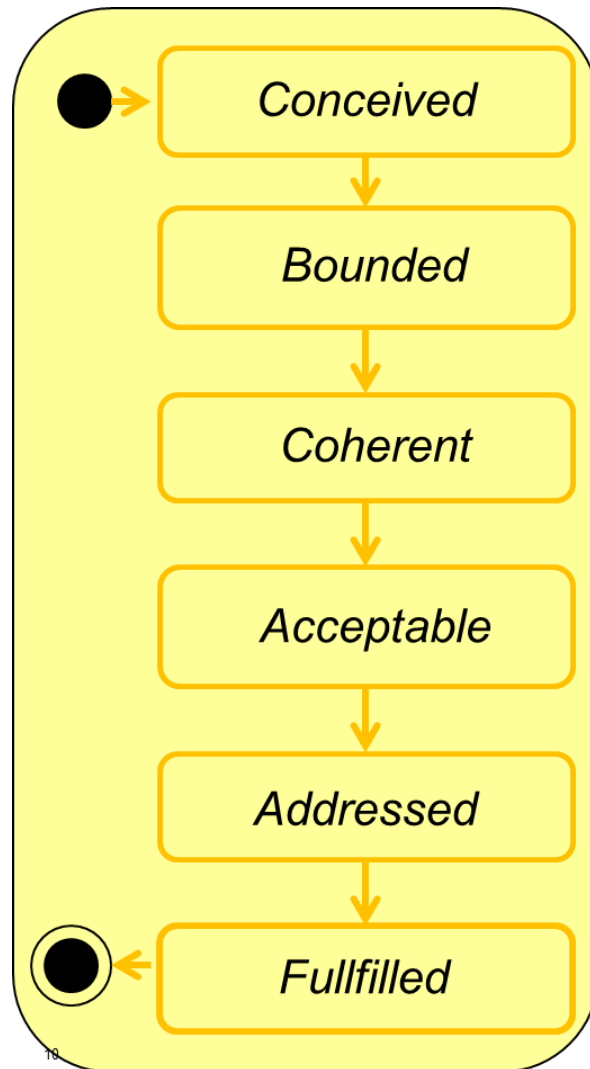 Conceived
Bounded
Coherent
Acceptable
Addressed
Fullfilled
10